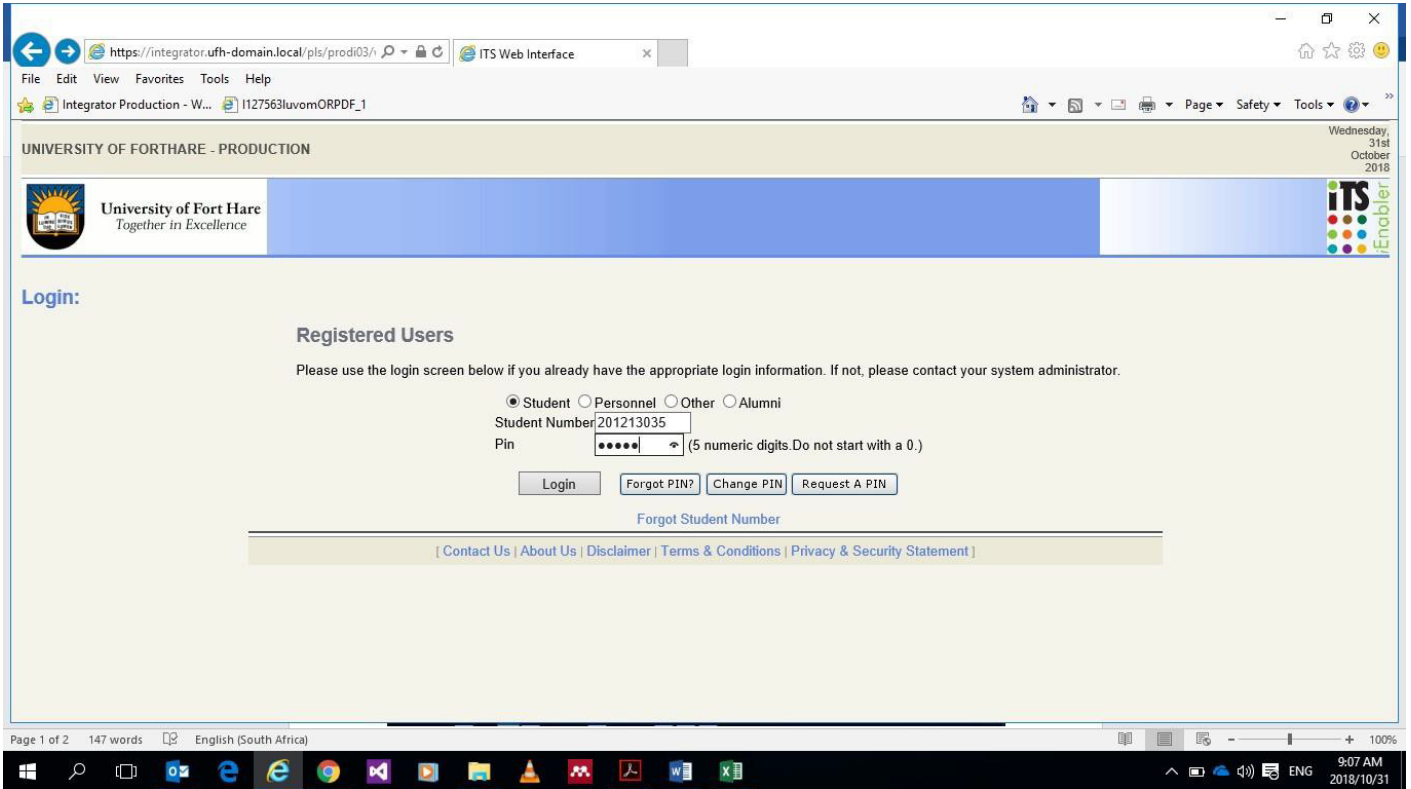 https://integrator.ufh-domain.local/pls/prodi03/
ITS Web Interface
File Edit View Favorites Tools Help
Integrator Production - W... I127563luvomORPDF_1
Page Safety Tools
UNIVERSITY OF FORTHARE - PRODUCTION
Wednesday,
31st
October
2018
University of Fort Hare
Together in Excellence
iTS
iEnabler
Login:
Registered Users
Please use the login screen below if you already have the appropriate login information. If not, please contact your system administrator.
Student Personnel Other Alumni
Student Number 201213035
Pin ••••• (5 numeric digits.Do not start with a 0.)
Login Forgot PIN? Change PIN Request A PIN
Forgot Student Number
[ Contact Us | About Us | Disclaimer | Terms & Conditions | Privacy & Security Statement ]
Page 1 of 2 147 words English (South Africa) 100%
ENG
9:07 AM
2018/10/31